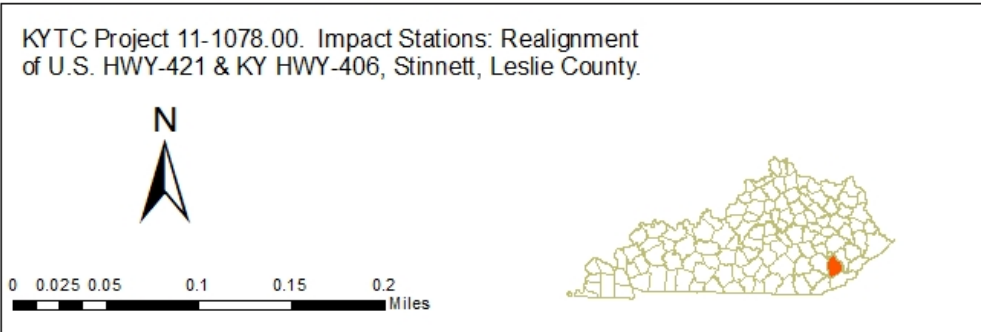 KYTC Project 11-1078.00.  Impact Stations: Realignment
of U.S. HWY-421 & KY HWY-406, Stinnett, Leslie County.
N
0 0.025 0.05 0.1 0.15 0.2
Miles